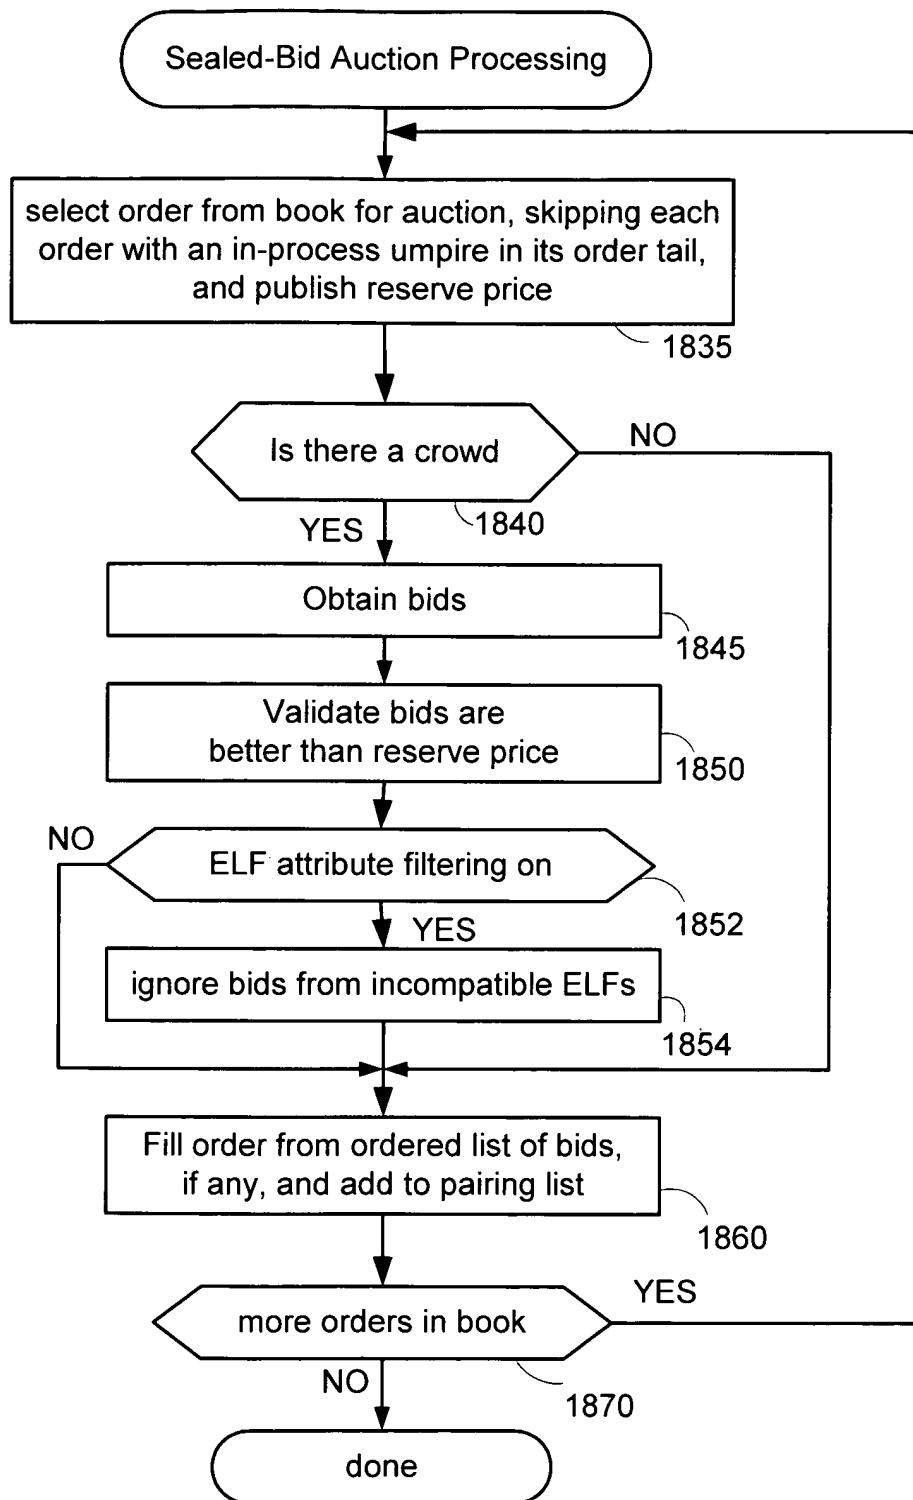 Sealed-Bid Auction Processing
select order from book for auction, skipping each
order with an in-process umpire in its order tail,
and publish reserve price
1835
Is there a crowd
NO
1840
YES
Obtain bids
1845
Validate bids are
better than reserve price
1850
NO
ELF attribute filtering on
1852
YES
ignore bids from incompatible ELFs
1854
Fill order from ordered list of bids,
if any, and add to pairing list
1860
YES
more orders in book
NO
1870
done